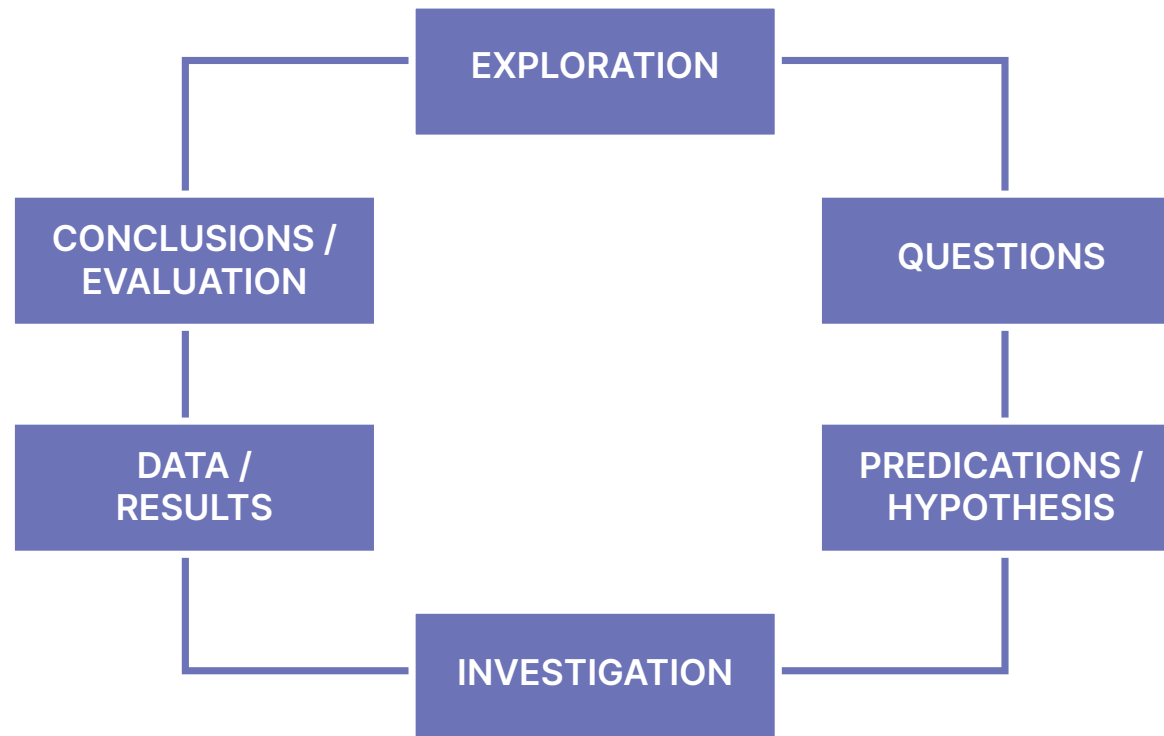 EXPLORATION
QUESTIONS
PREDICATIONS /
HYPOTHESIS
INVESTIGATION
DATA /
RESULTS
CONCLUSIONS /
EVALUATION